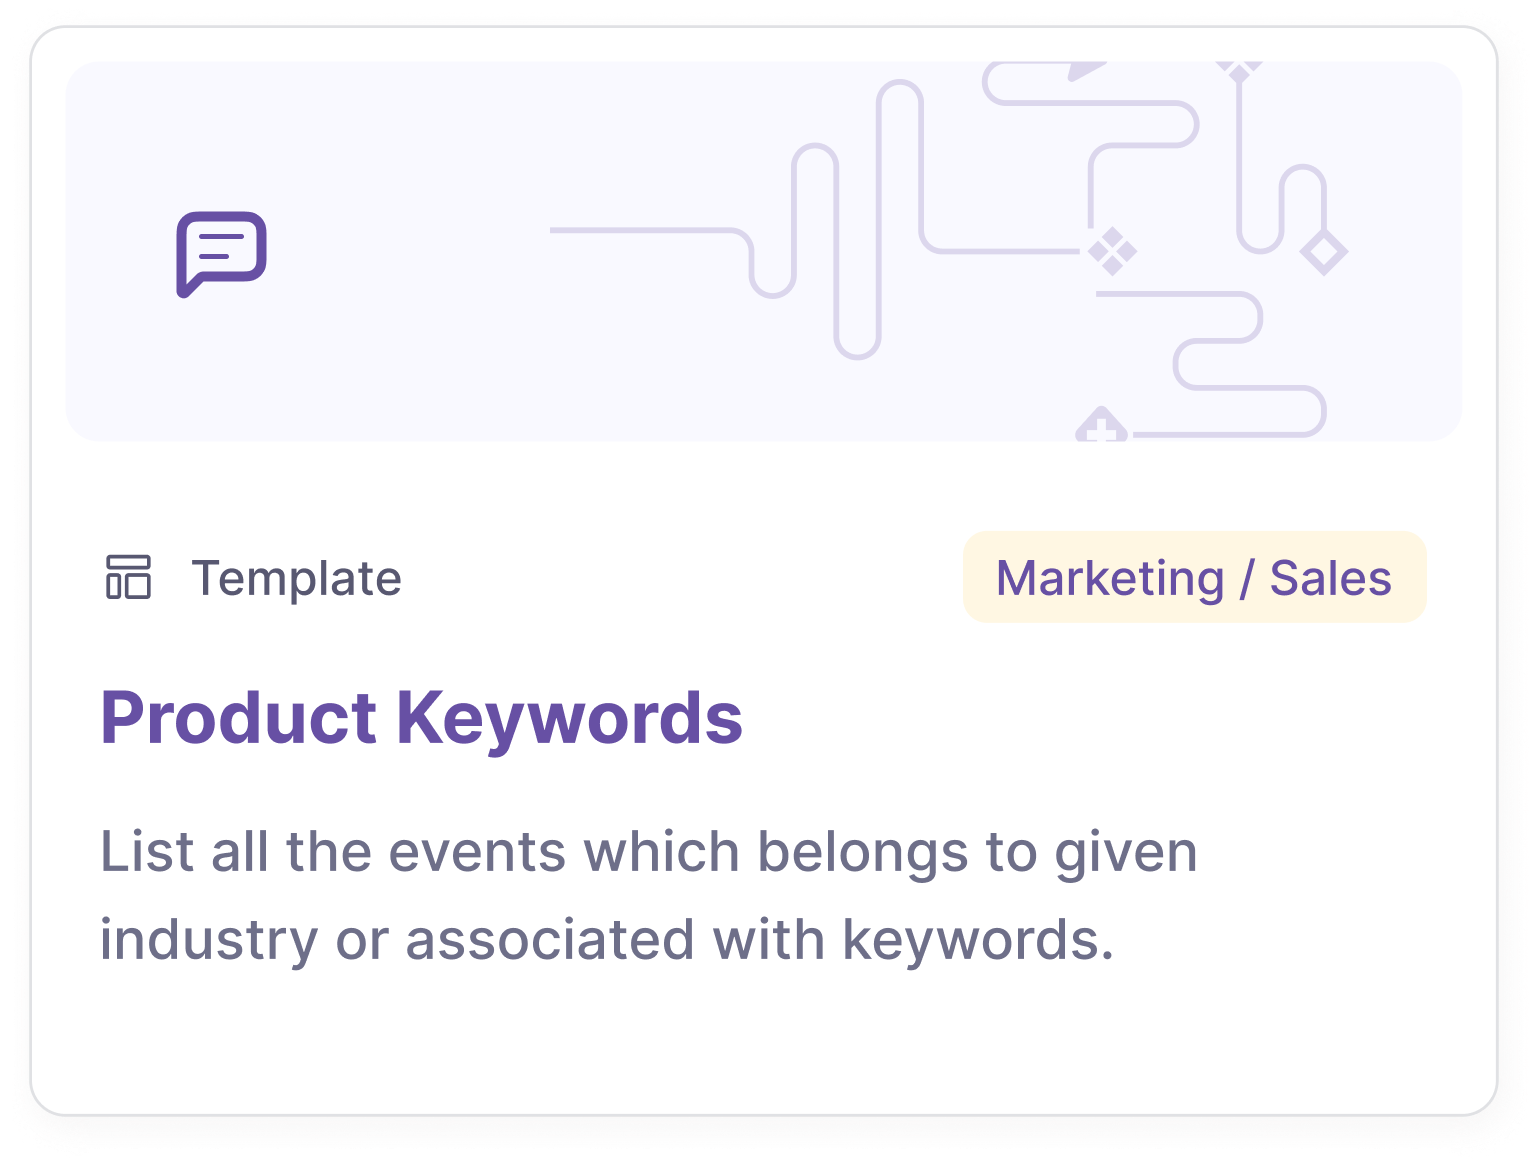 Template
Marketing / Sales
Product Keywords
List all the events which belongs to given
industry or associated with keywords.